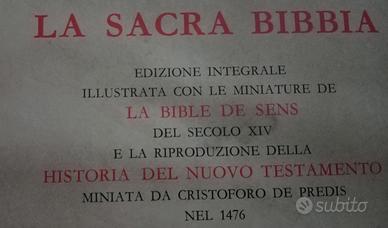 LA SACRA BIBBIA
EDIZIONE INTEGRALE
ILLUSTRATA CON LE MINIATURE DE
LA BIBLE DE SENS
DEL SECOLO XIV
E LA RIPRODUZIONE DELLA
HISTORIA DEL NUOVO TESTAMENTO
MINIATA DA CRISTOFORO DE PREDIS
NEL 1476
subito